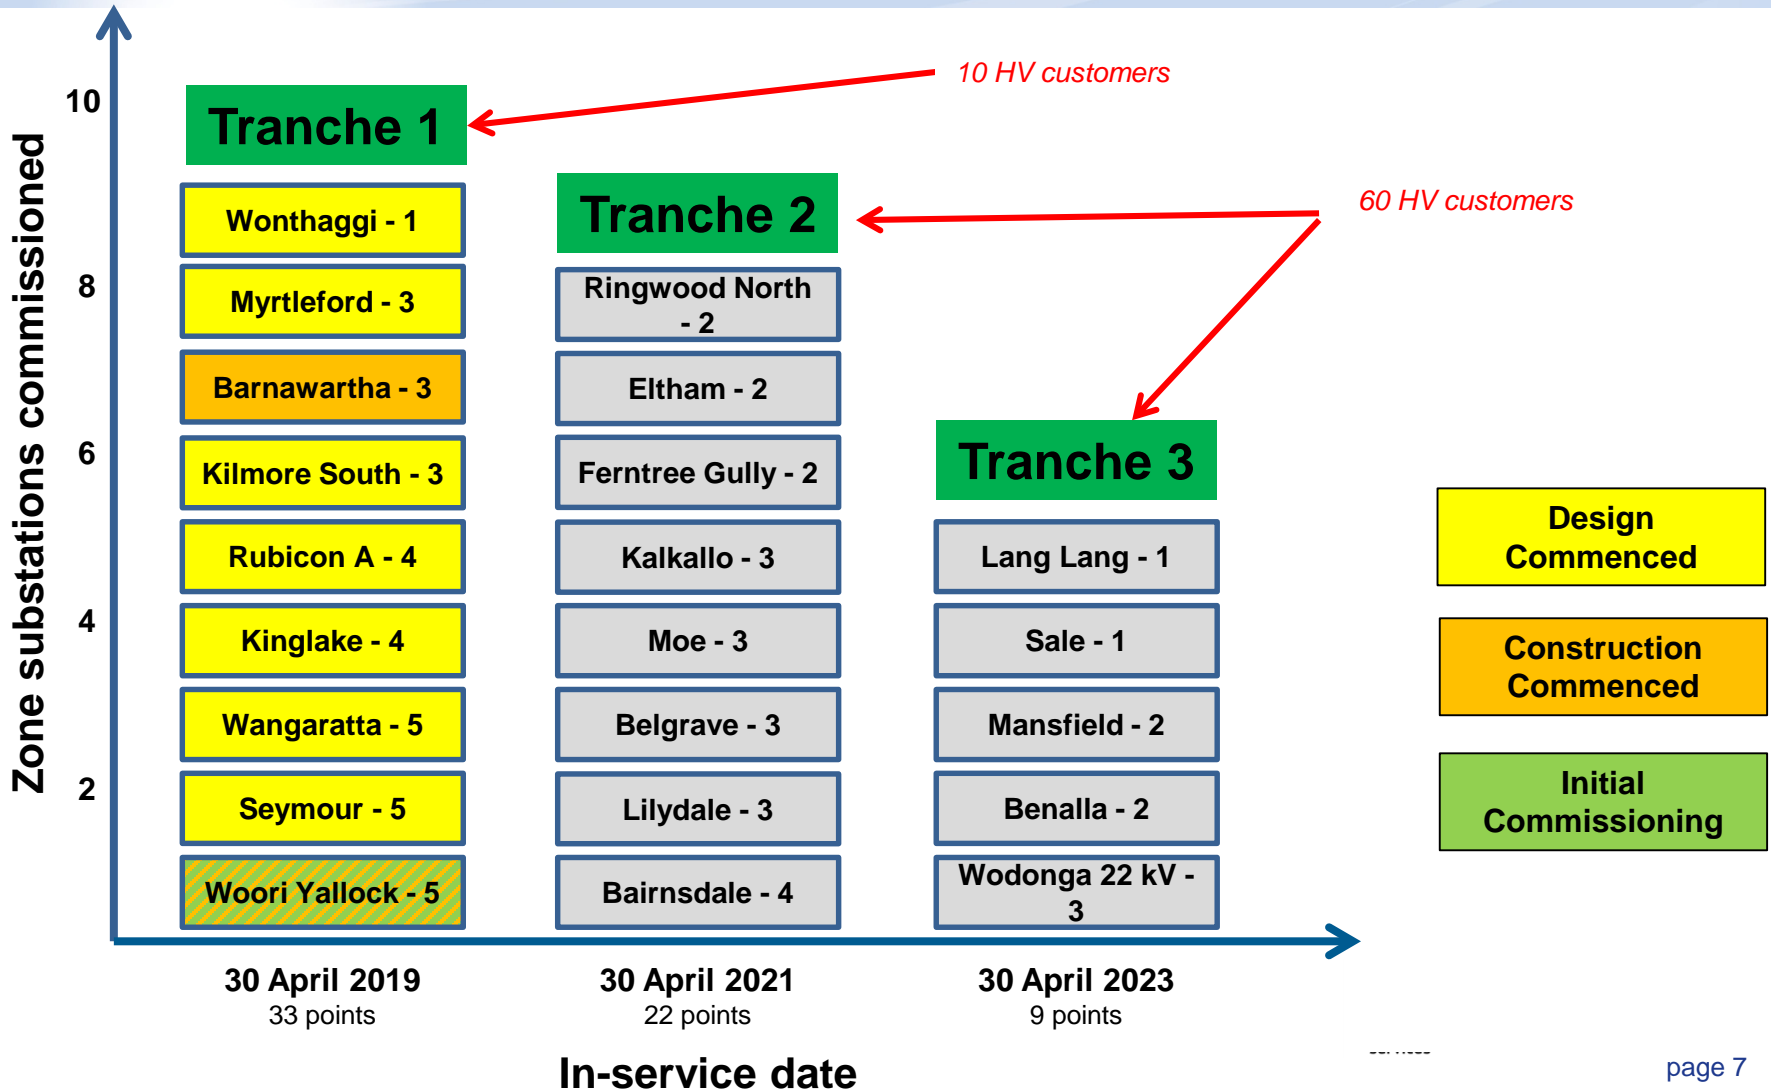 10 HV customers
10
Tranche 1
Wonthaggi - 1
Tranche 2
60 HV customers
8
Myrtleford - 3
Ringwood North
- 2
Barnawartha - 3
Eltham - 2
6
Kilmore South - 3
Ferntree Gully - 2
Tranche 3
Rubicon A - 4
Kalkallo - 3
Lang Lang - 1
4
Kinglake - 4
Moe - 3
Sale - 1
Wangaratta - 5
Belgrave - 3
Mansfield - 2
2
Seymour - 5
Lilydale - 3
Benalla - 2
Woori Yallock - 5
Bairnsdale - 4
Wodonga 22 kV -
3
Zone substations commissioned
Design
Commenced
Construction
Commenced
Initial
Commissioning
30 April 2019
33 points
30 April 2021
22 points
30 April 2023
9 points
In-service date
page 7